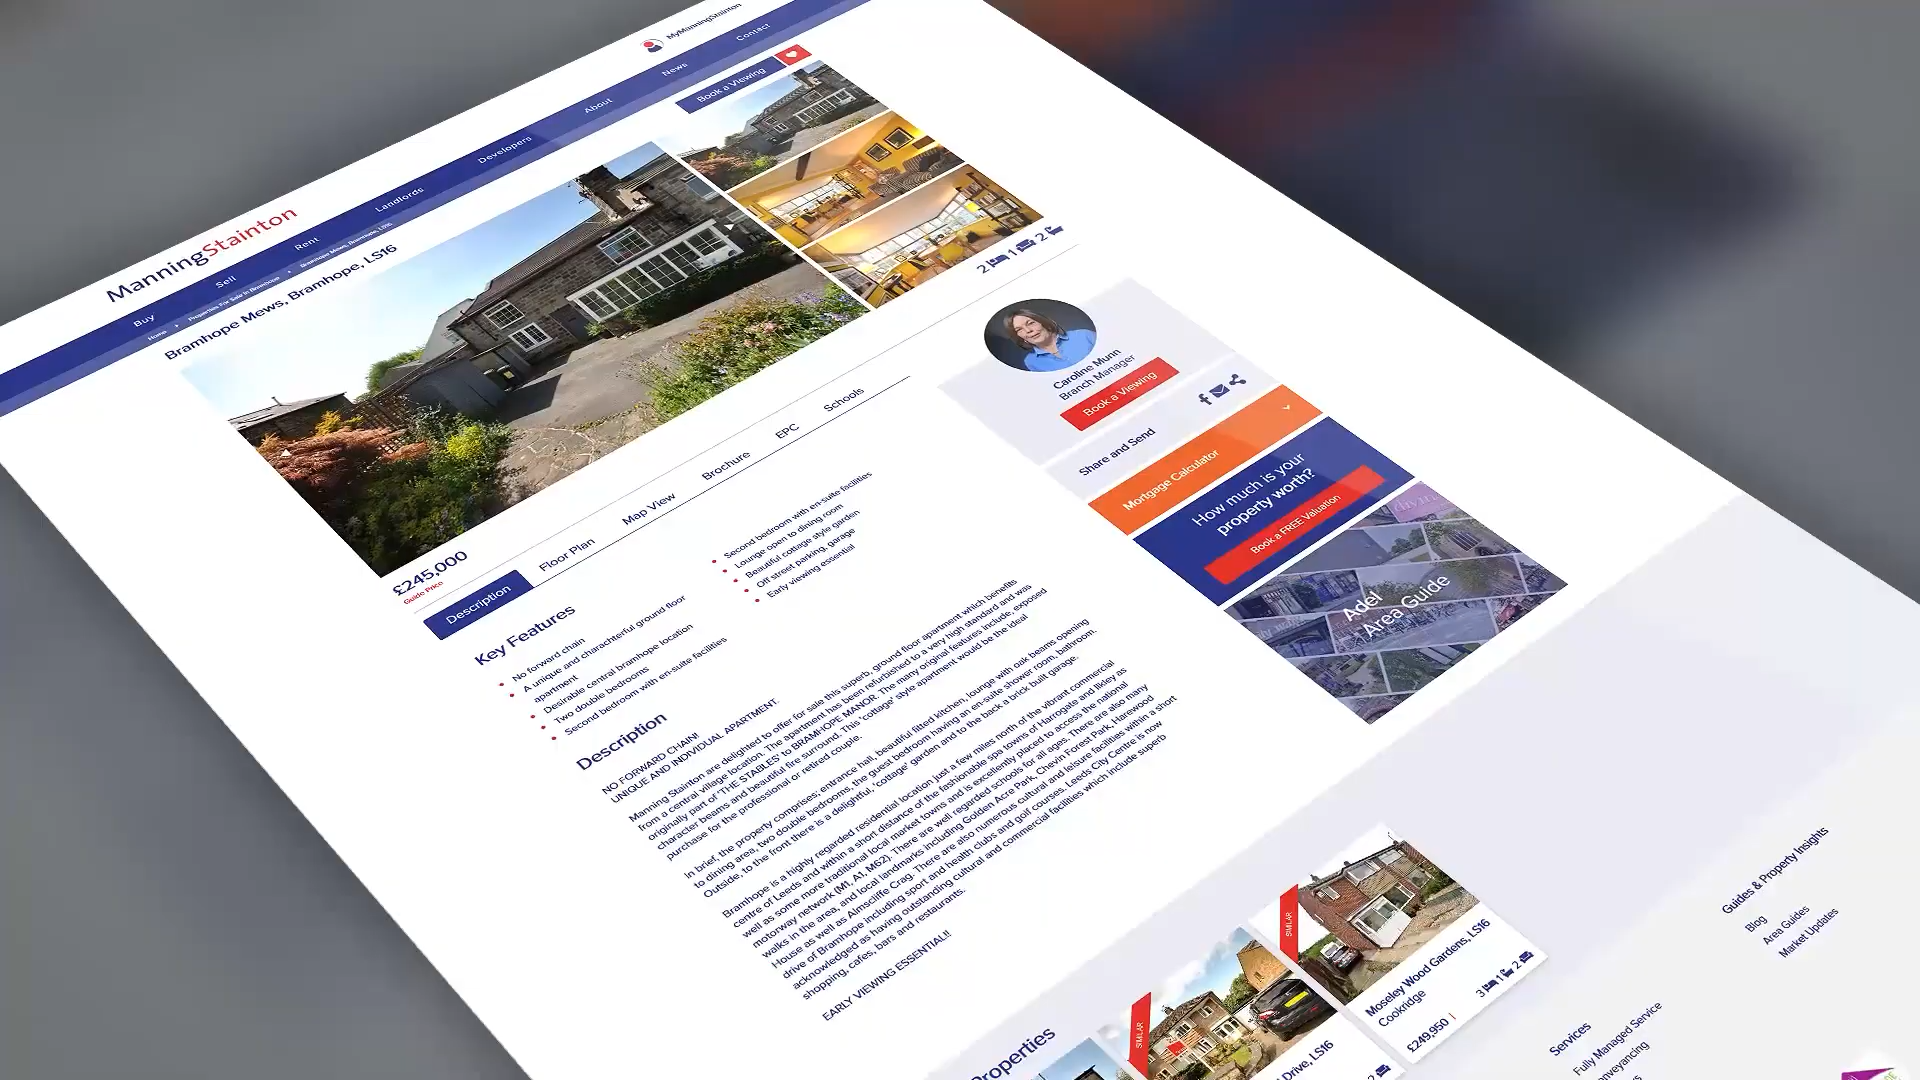 MyManningStainton
ManningStainton
Buy
Sell
Rent
Landlords
Developers
About
News
Contact
Home
Properties For Sale in Bramhope
Bramhope Mews, Bramhope, LS16
Bramhope Mews, Bramhope, LS16
Book a Viewing
2 1 2
£245,000
Guide Price
Description
Floor Plan
Map View
Brochure
EPC
Schools
Key Features
No forward chain
A unique and charachterful ground floor
apartment
Desirable central bramhope location
Two double bedrooms
Second bedroom with en-suite facilities
Second bedroom with en-suite facilities
Lounge open to dining room
Beautiful cottage style garden
Off street parking, garage
Early viewing essential
Description
NO FORWARD CHAIN!
UNIQUE AND INDIVIDUAL APARTMENT.
Manning Stainton are delighted to offer for sale this superb, ground floor apartment which benefits
from a central village location. The apartment has been refurbished to a very high standard and was
originally part of 'THE STABLES' to BRAMHOPE MANOR. The many original features include, exposed
character beams and beautiful fire surround. This 'cottage' style apartment would be the ideal
purchase for the professional or retired couple.
In brief, the property comprises; entrance hall, beautiful fitted kitchen, lounge with oak beams opening
to dining area, two double bedrooms, the guest bedroom having an en-suite shower room, bathroom.
Outside, to the front there is a delightful, 'cottage' garden and to the back a brick built garage.
Bramhope is a highly regarded residential location just a few miles north of the vibrant commercial
centre of Leeds and within a short distance of the fashionable spa towns of Harrogate and Ilkley as
well as some more traditional local market towns and is excellently placed to access the national
motorway network (M1, A1, M62). There are well regarded schools for all ages. There are also many
walks in the area, and local landmarks including Golden Acre Park, Chevin Forest Park, Harewood
House as well as Almscliffe Crag. There are also numerous cultural and leisure facilities within a short
drive of Bramhope including sport and health clubs and golf courses. Leeds City Centre is now
acknowledged as having outstanding cultural and commercial facilities which include superb
shopping, cafes, bars and restaurants.
EARLY VIEWING ESSENTIAL!!
Caroline Munn
Branch Manager
Book a Viewing
Share and Send
Mortgage Calculator
How much is your
property worth?
Book a FREE Valuation
Adel
Area Guide
Properties
SIMILAR
Drive, LS16
2
SIMILAR
Moseley Wood Gardens, LS16
Cookridge
3 1 2
£249,950
Guides & Property Insights
Blog
Area Guides
Market Updates
Services
Fully Managed Service